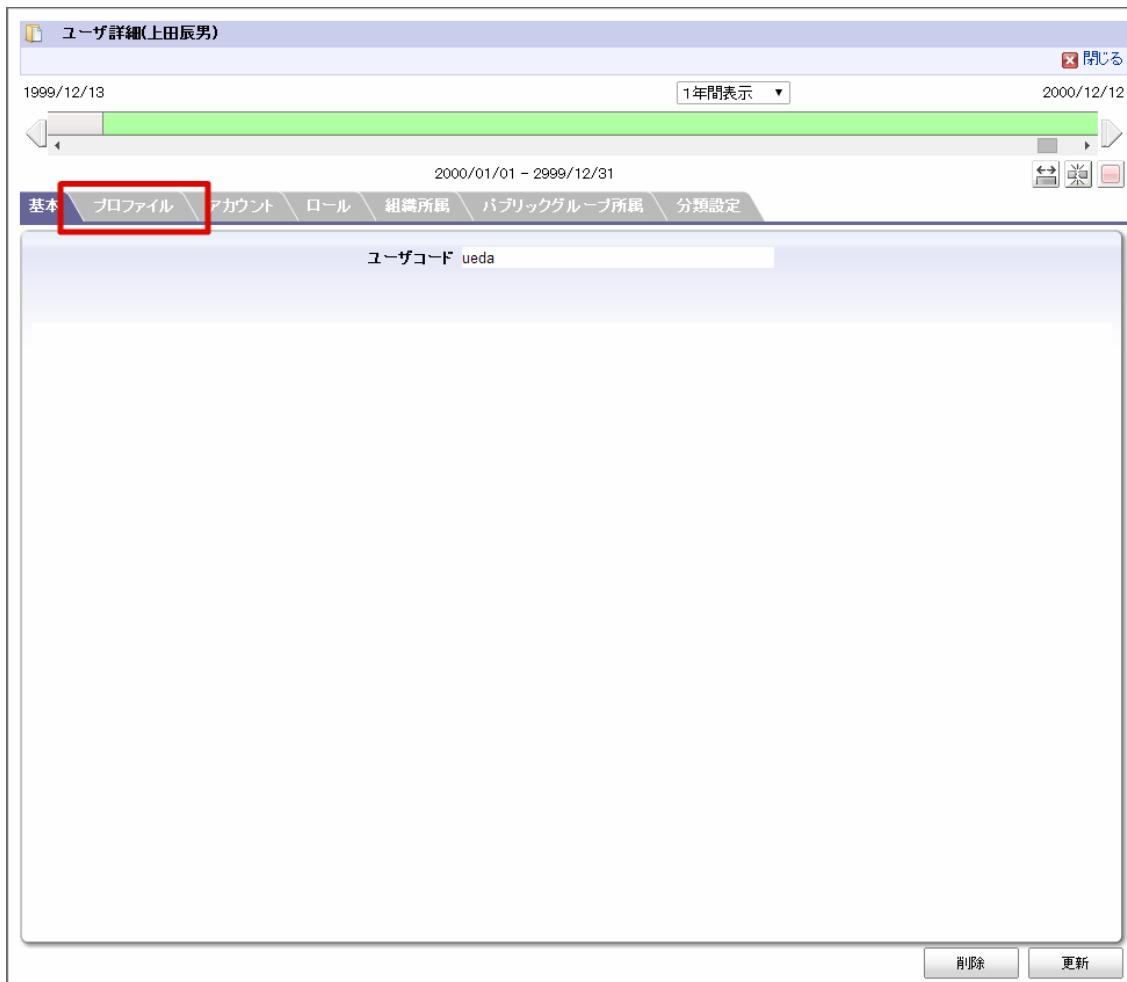 ユーザ詳細(上田辰男)
閉じる
1999/12/13 1年間表示 2000/12/12
2000/01/01 - 2999/12/31
基本 プロファイル アカウント ロール 組織所属 パブリックグループ所属 分類設定
ユーザコード ueda
削除 更新